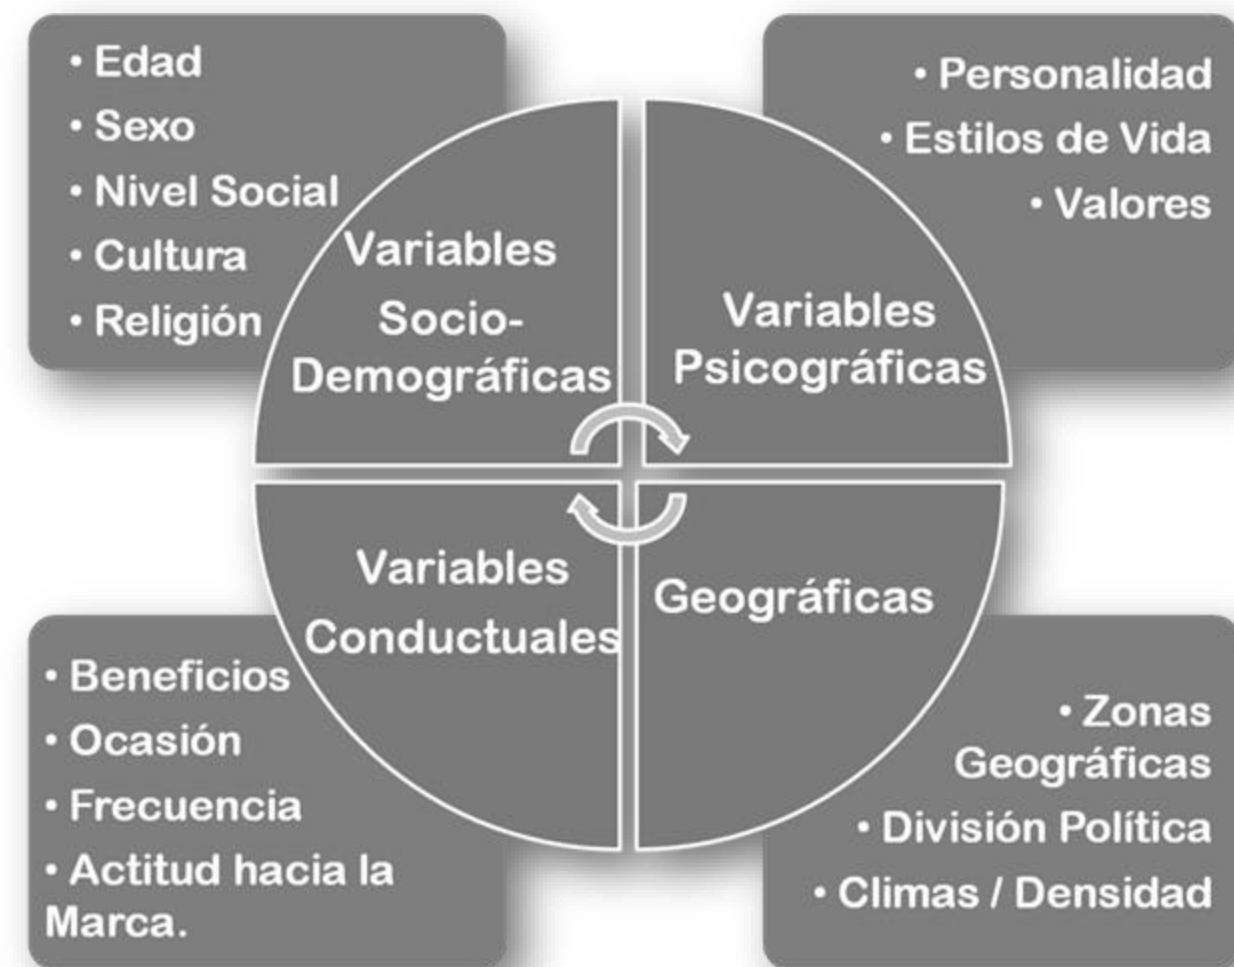 • Edad
• Sexo
• Nivel Social
• Cultura
• Religión
Variables
Socio-
Demográficas
• Personalidad
• Estilos de Vida
• Valores
Variables
Psicográficas
Variables
Conductuales
• Beneficios
• Ocasión
• Frecuencia
• Actitud hacia la
Marca.
Geográficas
• Zonas
Geográficas
• División Política
• Climas / Densidad